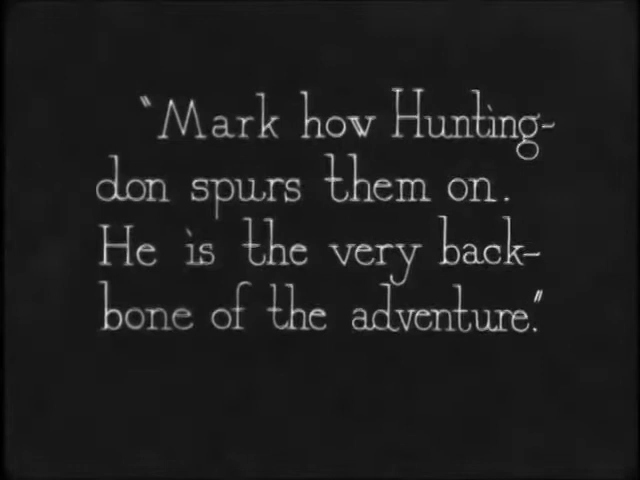 "Mark how Hunting-
don spurs them on.
He is the very back-
bone of the adventure."